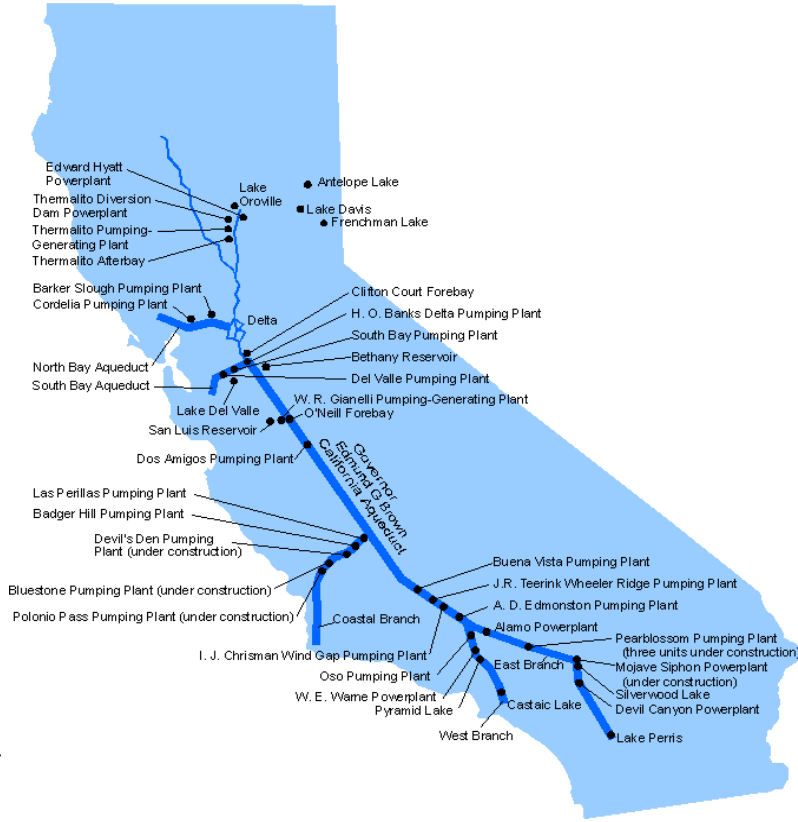 Edward Hyatt
Powerplant
Lake
Oroville
Antelope Lake
Thermalito Diversion
Dam Powerplant
Lake Davis
Frenchman Lake
Thermalito Pumping-
Generating Plant
Thermalito Afterbay
Barker Slough Pumping Plant
Cordelia Pumping Plant
Clifton Court Forebay
H. O. Banks Delta Pumping Plant
Delta
South Bay Pumping Plant
Bethany Reservoir
North Bay Aqueduct
Del Valle Pumping Plant
South Bay Aqueduct
W. R. Gianelli Pumping-Generating Plant
Lake Del Valle
O'Neill Forebay
San Luis Reservoir
Dos Amigos Pumping Plant
Governor
Edmund G Brown
California Aqueduct
Las Perillas Pumping Plant
Badger Hill Pumping Plant
Devil's Den Pumping
Plant (under construction)
Buena Vista Pumping Plant
J.R. Teerink Wheeler Ridge Pumping Plant
Bluestone Pumping Plant (under construction)
A. D. Edmonston Pumping Plant
Polonio Pass Pumping Plant (under construction)
Coastal Branch
Alamo Powerplant
Pearblossom Pumping Plant
(three units under construction)
I. J. Chrisman Wind Gap Pumping Plant
East Branch
Mojave Siphon Powerplant
(under construction)
Oso Pumping Plant
Silverwood Lake
W. E. Warne Powerplant
Devil Canyon Powerplant
Pyramid Lake
Castaic Lake
West Branch
Lake Perris